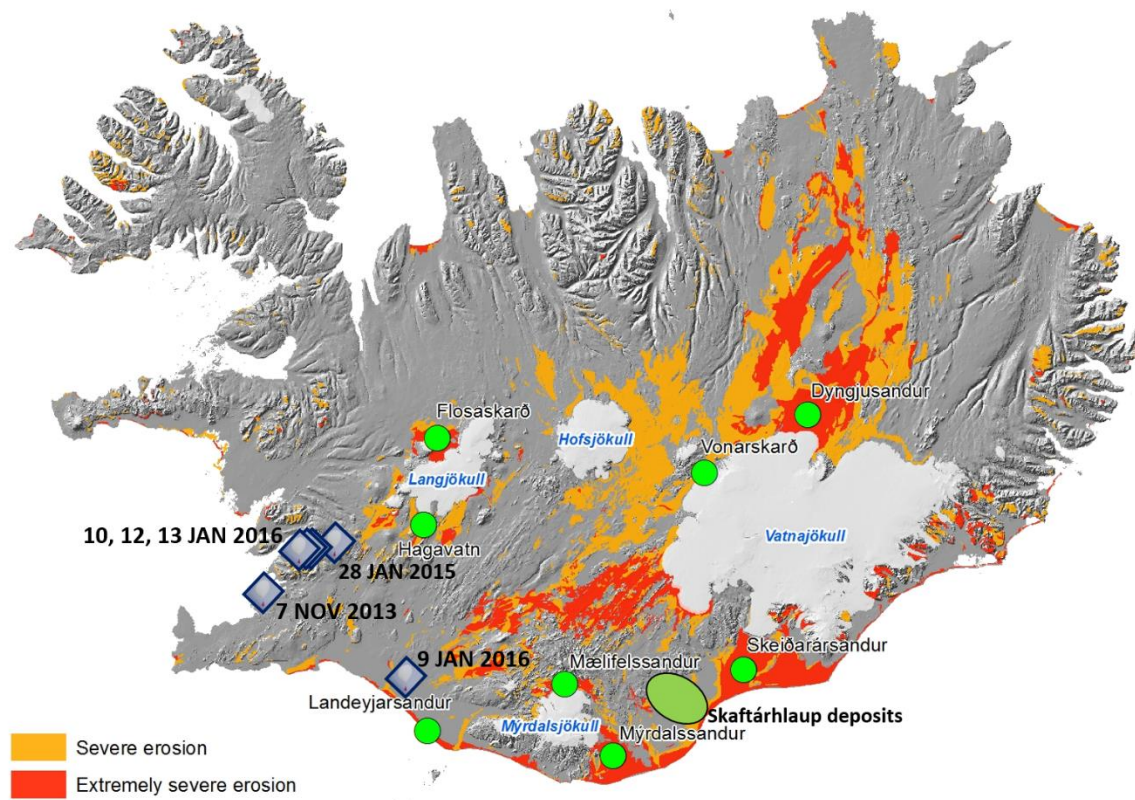 Dyngjusandur
Flosaskarð
Hofsjökull
Vonarskarð
Langjökull
10, 12, 13 JAN 2016
Hagavatn
Vatnajökull
28 JAN 2015
7 NOV 2013
Skeiðarársandur
9 JAN 2016
Mælifelssandur
Landeyjarsandur
Skaftárhlaup deposits
Mýrdalsjökull
Mýrdalssandur
Severe erosion
Extremely severe erosion